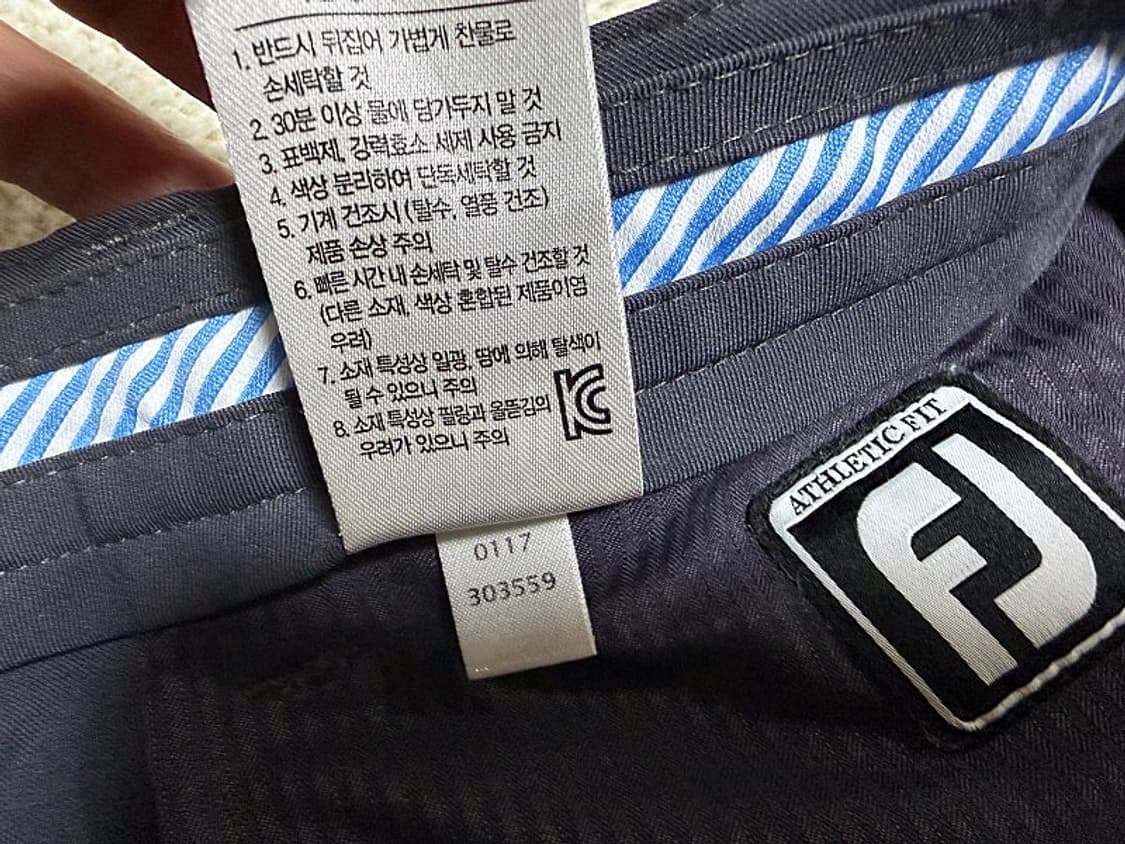 1. 반드시 뒤집어 가볍게 찬물로
손세탁할 것
2. 30분 이상 물에 담가두지 말 것
3. 표백제, 강력효소 세제 사용 금지
4. 색상 분리하여 단독세탁할 것
5. 기계 건조시 (탈수, 열풍 건조)
제품 손상 주의
6. 빠른 시간 내 손세탁 및 탈수 건조할 것
(다른 소재, 색상 혼합된 제품이염
우려)
7. 소재 특성상 일광, 땀에 의해 탈색이
될 수 있으니 주의
8. 소재 특성상 필링과 올뜯김의
우려가 있으니 주의
KC
0117
303559
ATHLETIC FIT
FJ